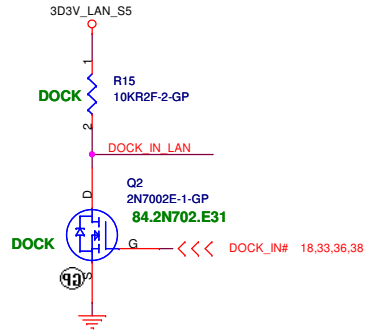 3D3V_LAN_S5
1
R15
DOCK
10KR2F-2-GP
2
DOCK_IN_LAN
D
Q2
2N7002E-1-GP
84.2N702.E31
DOCK
G
DOCK_IN# 18,33,36,38
S
GP